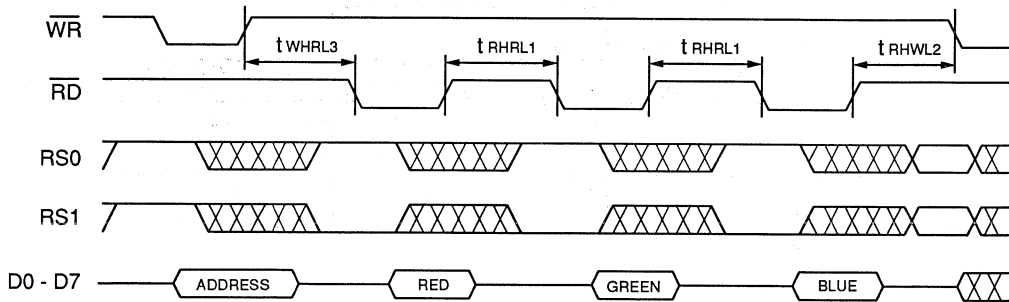 WR
t WHRL3 t RHRL1 t RHRL1 t RHWL2
RD
RS0
RS1
D0 - D7 ADDRESS RED GREEN BLUE